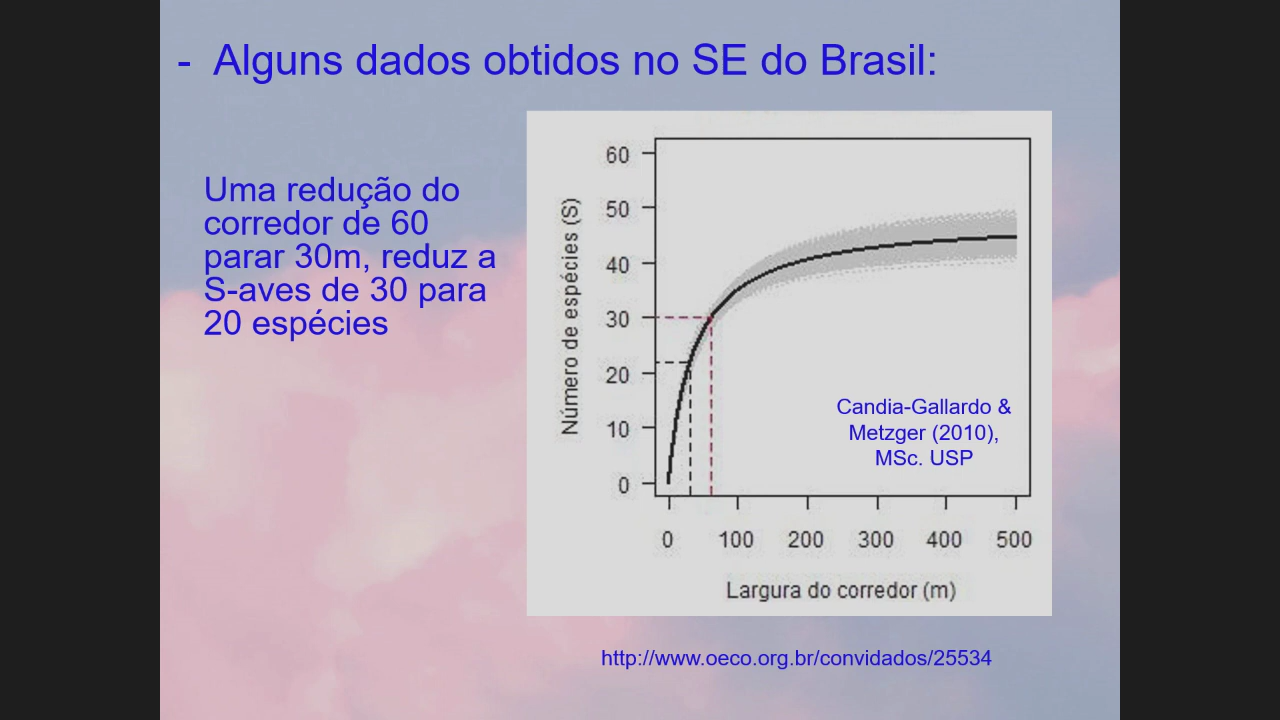 - Alguns dados obtidos no SE do Brasil:
Uma redução do
corredor de 60
parar 30m, reduz a
S-aves de 30 para
20 espécies
Número de espécies (S)
60
50
40
30
20
10
0
Candia-Gallardo &
Metzger (2010),
MSc. USP
0 100 200 300 400 500
Largura do corredor (m)
http://www.oeco.org.br/convidados/25534